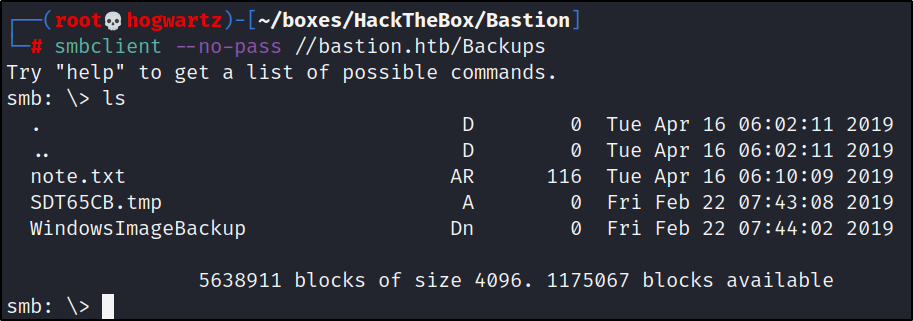 ┌──(root💀hogwartz)-[~/boxes/HackTheBox/Bastion]
└─# smbclient --no-pass //bastion.htb/Backups
Try "help" to get a list of possible commands.
smb: \> ls
  .                                   D        0  Tue Apr 16 06:02:11 2019
  ..                                  D        0  Tue Apr 16 06:02:11 2019
  note.txt                           AR      116  Tue Apr 16 06:10:09 2019
  SDT65CB.tmp                         A        0  Fri Feb 22 07:43:08 2019
  WindowsImageBackup                 Dn        0  Fri Feb 22 07:44:02 2019
                5638911 blocks of size 4096. 1175067 blocks available
smb: \>